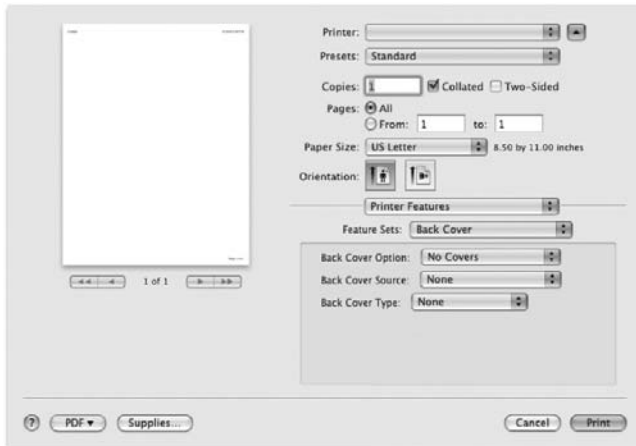 Printer:
Presets: Standard
Copies: 1 Collated Two-Sided
Pages: All
From: 1 to: 1
Paper Size: US Letter 8.50 by 11.00 inches
Orientation:
Printer Features
Feature Sets: Back Cover
Back Cover Option: No Covers
Back Cover Source: None
Back Cover Type: None
1 of 1
? PDF Supplies... Cancel Print